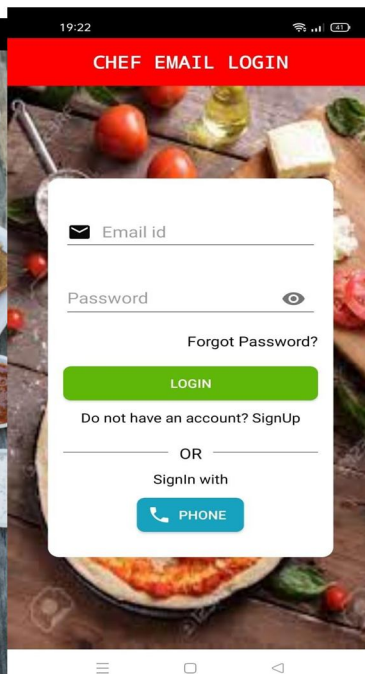 19:22
41
CHEF EMAIL LOGIN
Email id
Password
Forgot Password?
LOGIN
Do not have an account? SignUp
OR
SignIn with
PHONE